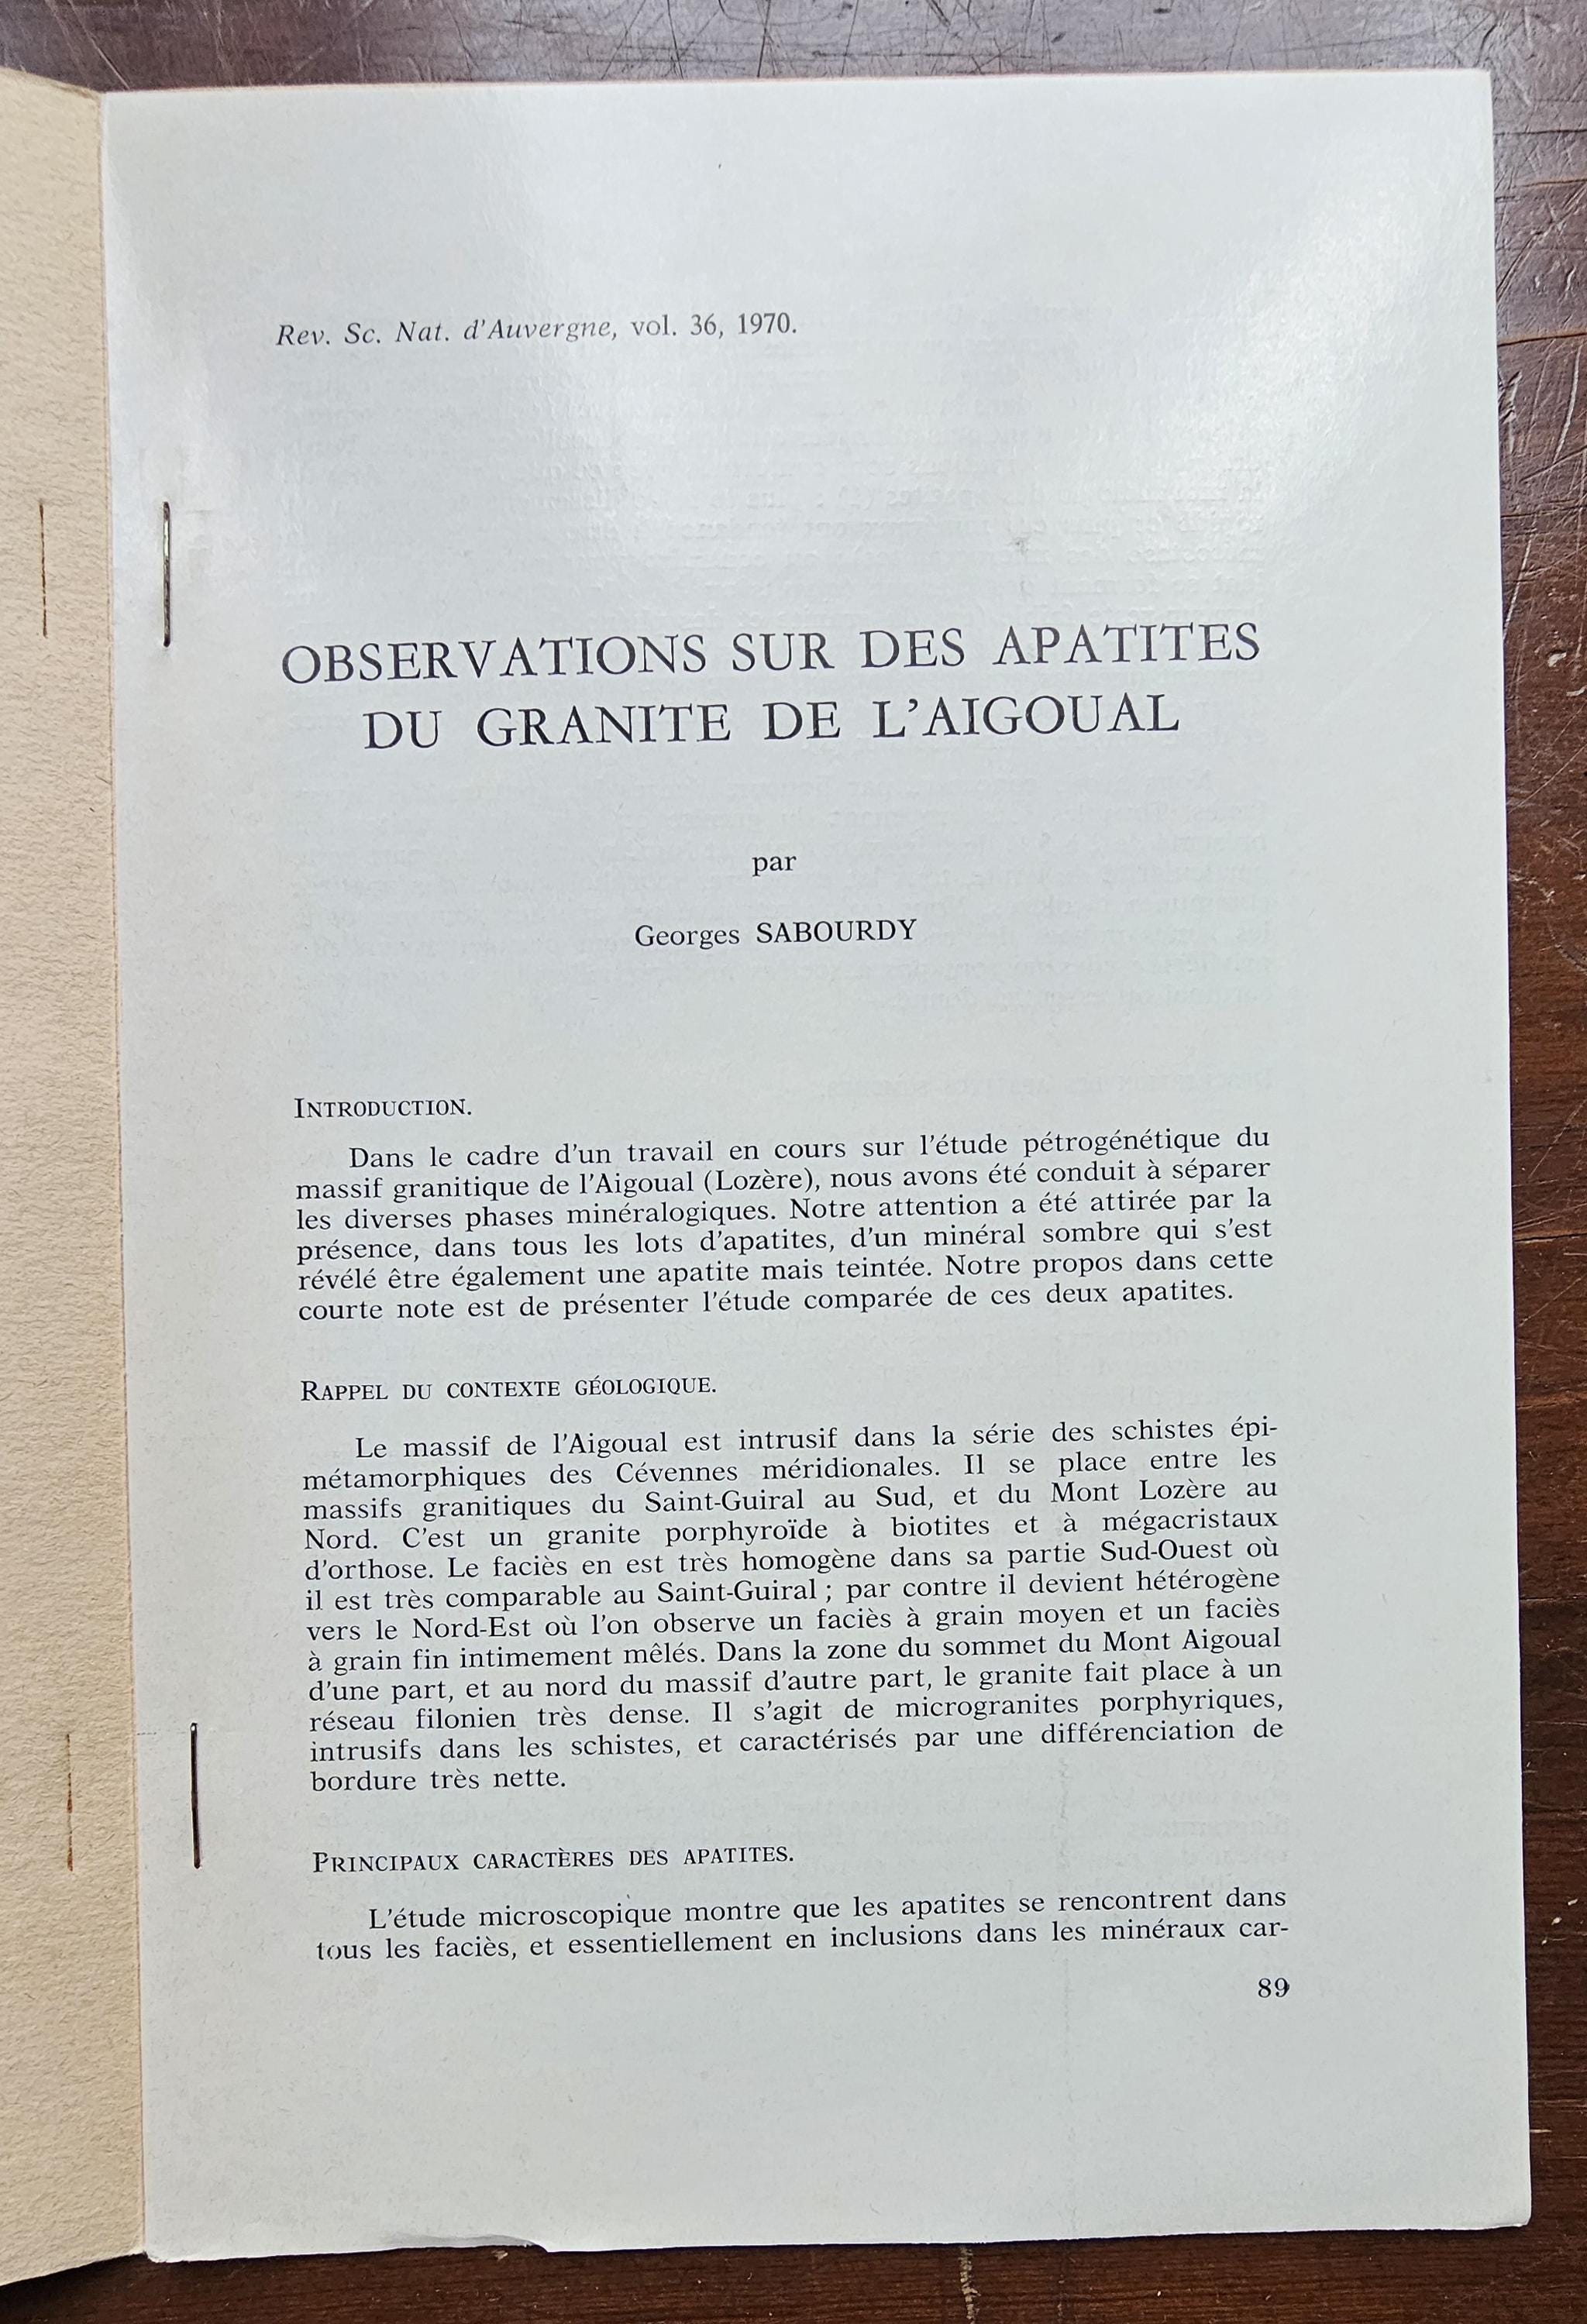 Rev. Sc. Nat. d'Auvergne, vol. 36, 1970.
OBSERVATIONS SUR DES APATITES
DU GRANITE DE L'AIGOUAL
par
Georges SABOURDY
INTRODUCTION.
Dans le cadre d'un travail en cours sur l'étude pétrogénétique du
massif granitique de l'Aigoual (Lozère), nous avons été conduit à séparer
les diverses phases minéralogiques. Notre attention a été attirée par la
présence, dans tous les lots d'apatites, d'un minéral sombre qui s'est
révélé être également une apatite mais teintée. Notre propos dans cette
courte note est de présenter l'étude comparée de ces deux apatites.
RAPPEL DU CONTEXTE GÉOLOGIQUE.
Le massif de l'Aigoual est intrusif dans la série des schistes épi-
métamorphiques des Cévennes méridionales. Il se place entre les
massifs granitiques du Saint-Guiral au Sud, et du Mont Lozère au
Nord. C'est un granite porphyroïde à biotites et à mégacristaux
d'orthose. Le faciès en est très homogène dans sa partie Sud-Ouest où
il est très comparable au Saint-Guiral ; par contre il devient hétérogène
vers le Nord-Est où l'on observe un faciès à grain moyen et un faciès
à grain fin intimement mêlés. Dans la zone du sommet du Mont Aigoual
d'une part, et au nord du massif d'autre part, le granite fait place à un
réseau filonien très dense. Il s'agit de microgranites porphyriques,
intrusifs dans les schistes, et caractérisés par une différenciation de
bordure très nette.
PRINCIPAUX CARACTÈRES DES APATITES.
L'étude microscopique montre que les apatites se rencontrent dans
tous les faciès, et essentiellement en inclusions dans les minéraux car-
89